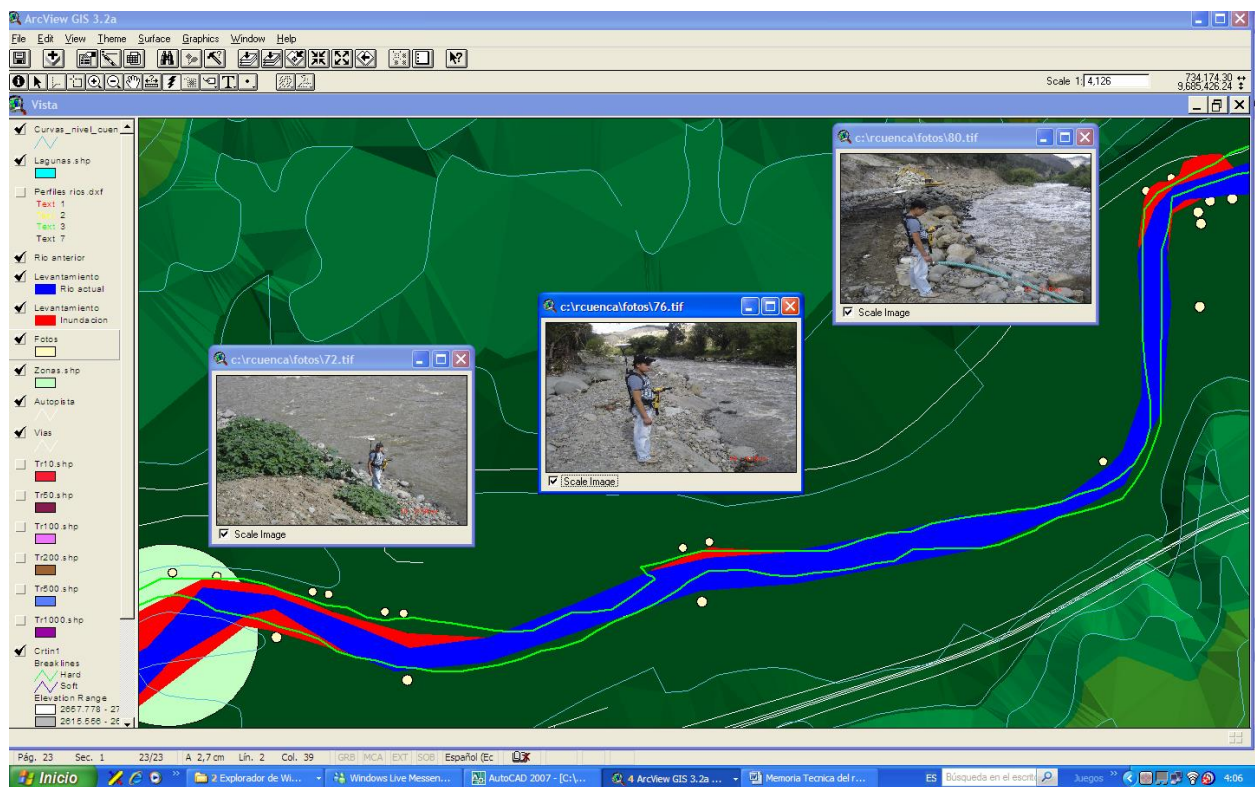 ArcView GIS 3.2a
File Edit View Theme Surface Graphics Window Help
Scale 1: 4,126
734,174.30
9,685,426.24
Vista
Curvas_nivel_cuen
Lagunas.shp
Perfiles rios.dxf
Text 1
Text 2
Text 3
Text 7
Rio anterior
Levantamiento
Rio actual
Levantamiento
Inundacion
Fotos
Zonas.shp
Autopista
Vias
Tr10.shp
Tr50.shp
Tr100.shp
Tr200.shp
Tr500.shp
Tr1000.shp
Crtin1
Breaklines
Hard
Soft
Elevation Range
2657.778 - 27
2615.556 - 26
c:\rcuenca\fotos\72.tif
Scale Image
c:\rcuenca\fotos\76.tif
Scale Image
c:\rcuenca\fotos\80.tif
Scale Image
Pág. 23 Sec. 1 23/23 A 2,7 cm Lín. 2 Col. 39 GRB MCA EXT SOB Español (Ec
Inicio 2 Explorador de Wi... Windows Live Messen... AutoCAD 2007 - [C:\... 4 ArcView GIS 3.2a ... Memoria Tecnica del r... ES Búsqueda en el escrito Juegos 4:06